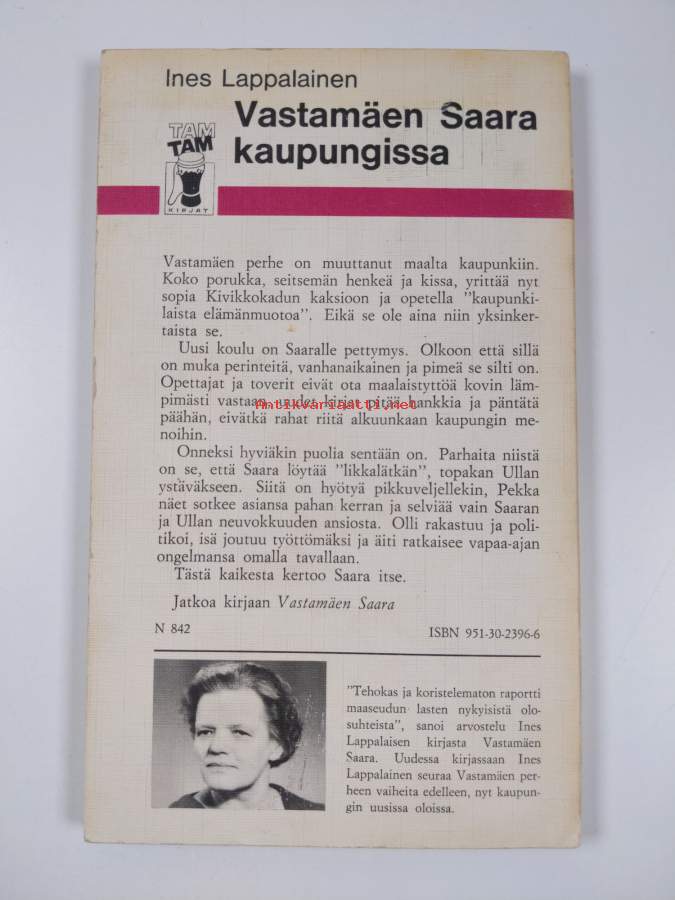 Ines Lappalainen
Vastamäen Saara
kaupungissa
TAM
TAM
KIRJAT
Vastamäen perhe on muuttanut maalta kaupunkiin.
Koko porukka, seitsemän henkeä ja kissa, yrittää nyt
sopia Kivikkokadun kaksioon ja opetella "kaupunki-
laista elämänmuotoa". Eikä se ole aina niin yksinker-
taista se.
Uusi koulu on Saaralle pettymys. Olkoon että sillä
on muka perinteitä, vanhanaikainen ja pimeä se silti on.
Opettajat ja toverit eivät ota maalaistyttöä kovin läm-
pimästi vastaan, uudet kirjat pitää hankkia ja päntätä
Antikvariaatti.net
päähän, eivätkä rahat riitä alkuunkaan kaupungin me-
noihin.
Onneksi hyviäkin puolia sentään on. Parhaita niistä
on se, että Saara löytää "likkalätkän", topakan Ullan
ystäväkseen. Siitä on hyötyä pikkuveljellekin, Pekka
näet sotkee asiansa pahan kerran ja selviää vain Saaran
ja Ullan neuvokkuuden ansiosta. Olli rakastuu ja poli-
tikoi, isä joutuu työttömäksi ja äiti ratkaisee vapaa-ajan
ongelmansa omalla tavallaan.
Tästä kaikesta kertoo Saara itse.
Jatkoa kirjaan Vastamäen Saara
N 842
ISBN 951-30-2396-6
"Tehokas ja koristelematon raportti
maaseudun lasten nykyisistä olo-
suhteista", sanoi arvostelu Ines
Lappalaisen kirjasta Vastamäen
Saara. Uudessa kirjassaan Ines
Lappalainen seuraa Vastamäen per-
heen vaiheita edelleen, nyt kaupun-
gin uusissa oloissa.